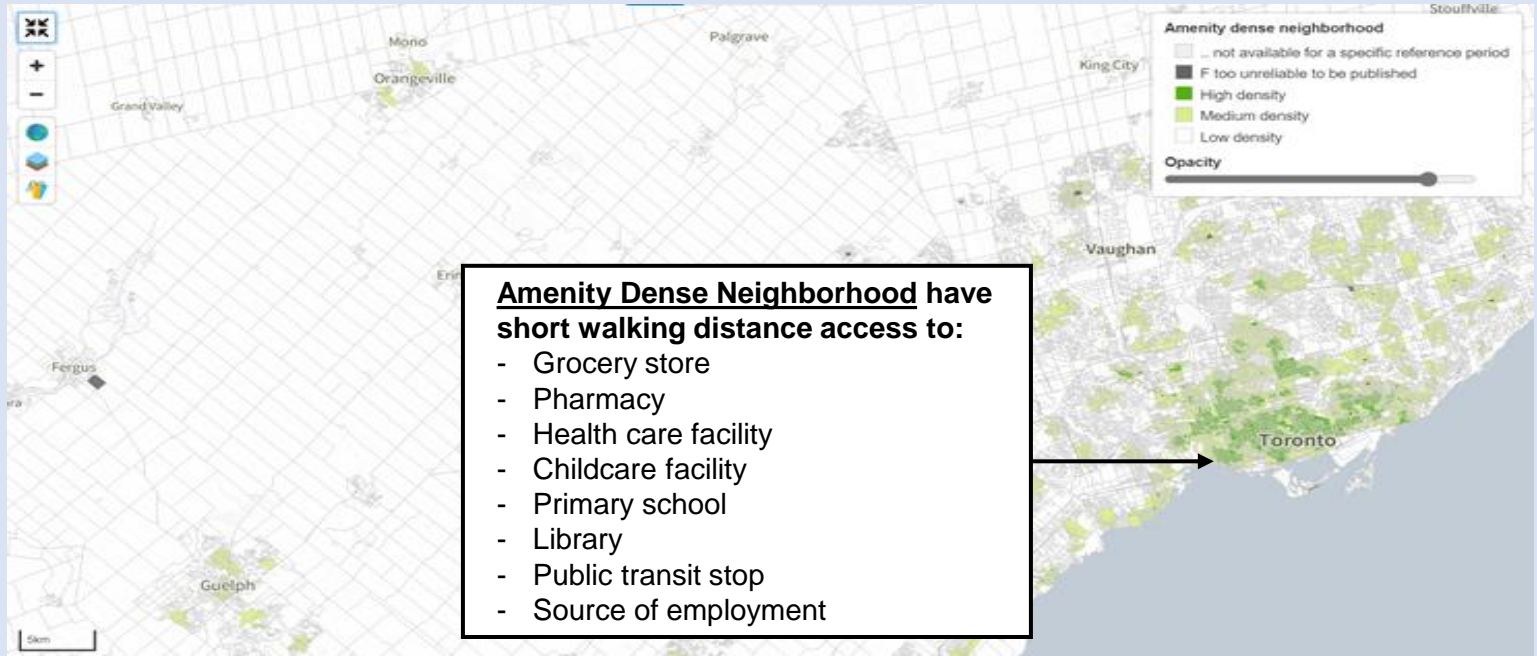 Stouffville
Mono
Palgrave
Orangeville
King City
Grand Valley
Amenity dense neighborhood
.. not available for a specific reference period
F too unreliable to be published
High density
Medium density
Low density
Opacity
+
−
Vaughan
Amenity Dense Neighborhood have
short walking distance access to:
- Grocery store
- Pharmacy
- Health care facility
- Childcare facility
- Primary school
- Library
- Public transit stop
- Source of employment
Fergus
Toronto
Guelph
5km